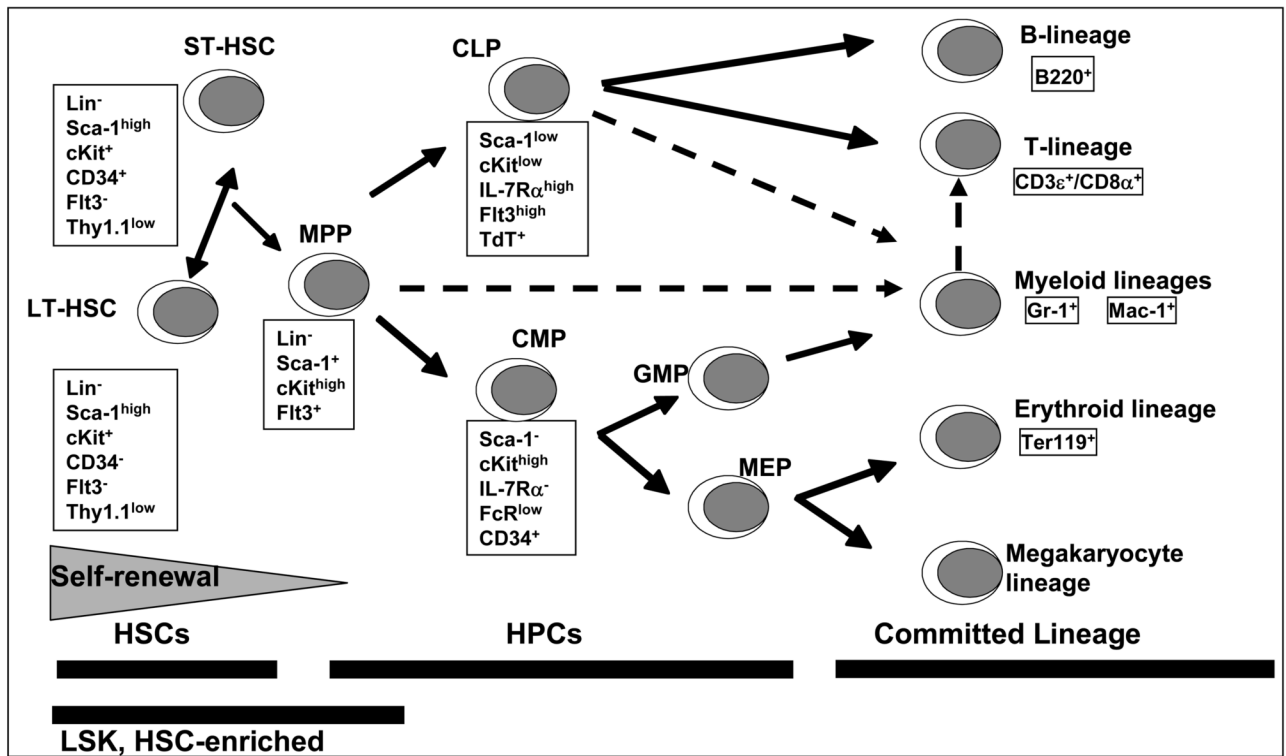 ST-HSC
Lin⁻
Sca-1ʰⁱᵍʰ
cKit⁺
CD34⁺
Flt3⁻
Thy1.1ˡᵒʷ
LT-HSC
Lin⁻
Sca-1ʰⁱᵍʰ
cKit⁺
CD34⁻
Flt3⁻
Thy1.1ˡᵒʷ
MPP
Lin⁻
Sca-1⁺
cKitʰⁱᵍʰ
Flt3⁺
CLP
Sca-1ˡᵒʷ
cKitˡᵒʷ
IL-7Rαʰⁱᵍʰ
Flt3ʰⁱᵍʰ
TdT⁺
CMP
Sca-1⁻
cKitʰⁱᵍʰ
IL-7Rα⁻
FcRˡᵒʷ
CD34⁺
GMP
MEP
B-lineage
B220⁺
T-lineage
CD3ε⁺/CD8α⁺
Myeloid lineages
Gr-1⁺ Mac-1⁺
Erythroid lineage
Ter119⁺
Megakaryocyte
lineage
Self-renewal
HSCs HPCs Committed Lineage
LSK, HSC-enriched